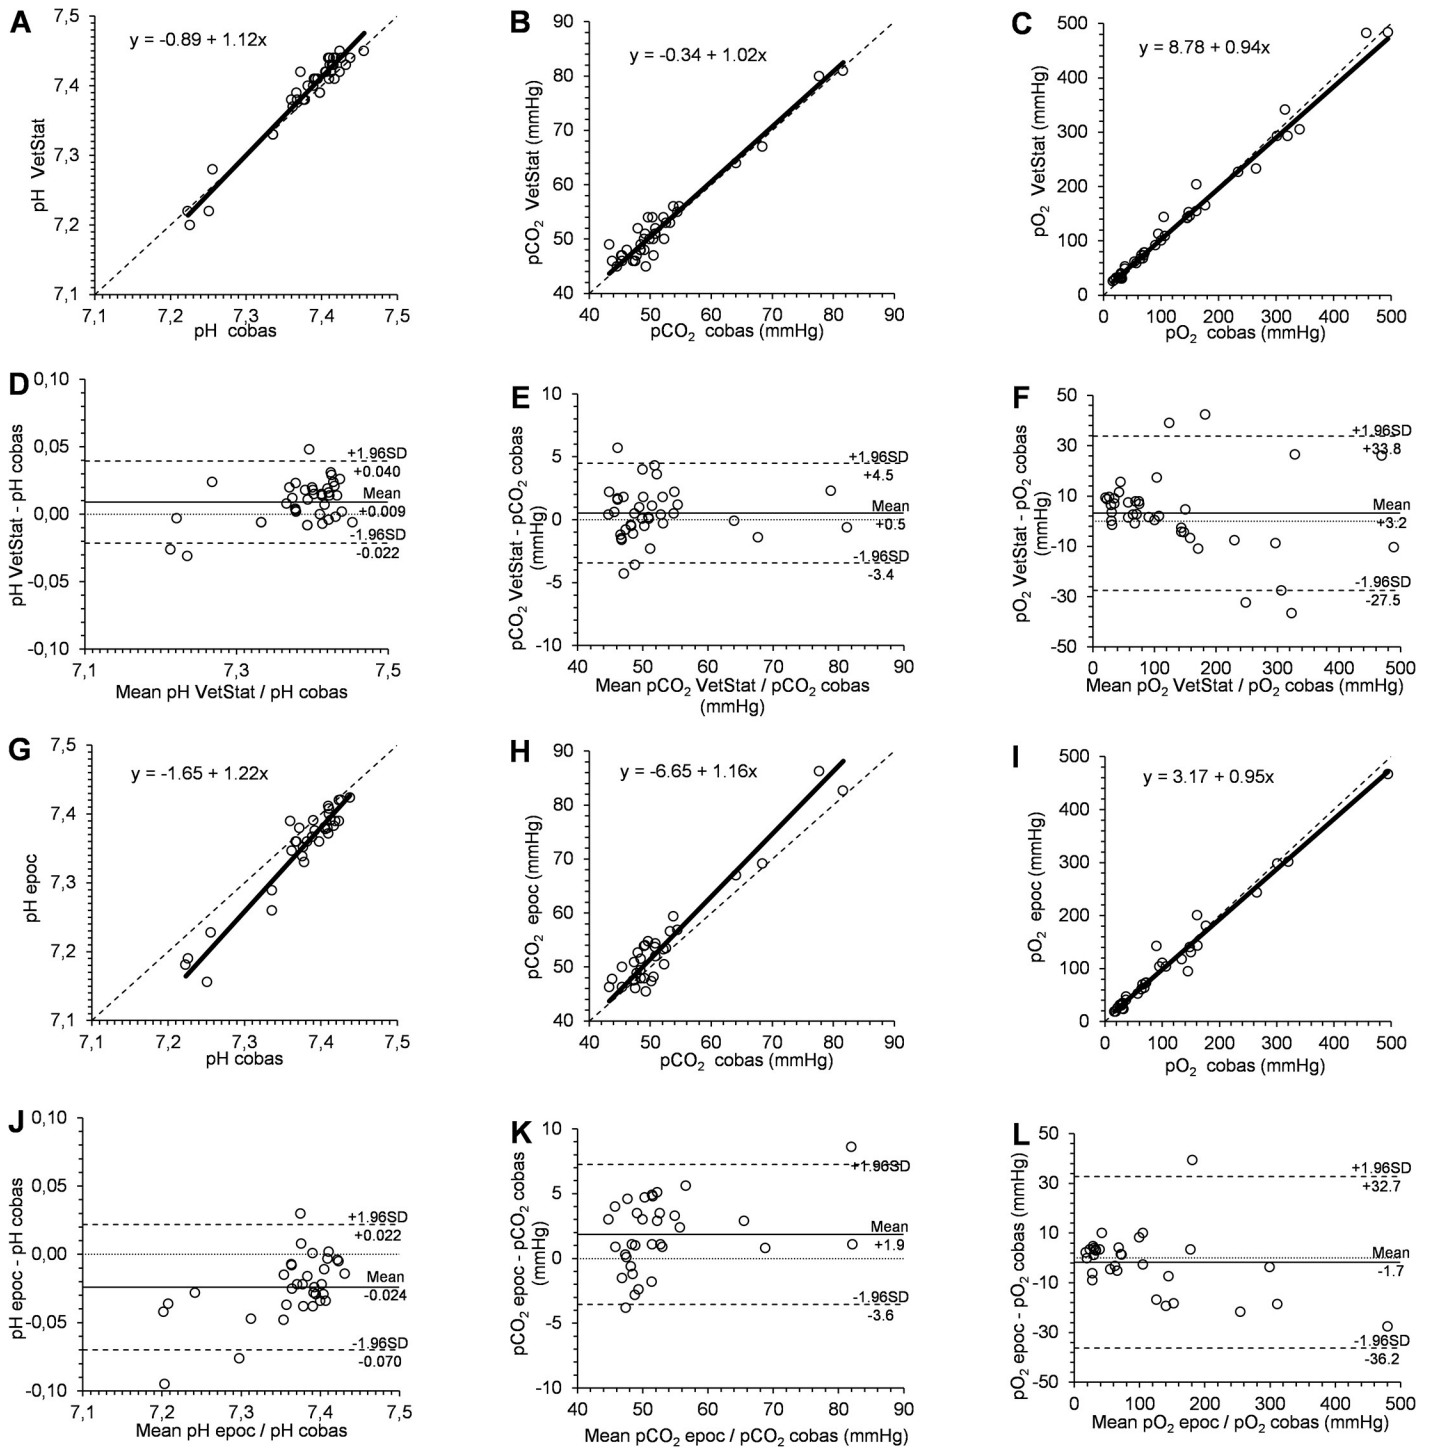 A
7,5
7,4
7,3
7,2
7,1
pH VetStat
y = -0.89 + 1.12x
7,1 7,2 7,3 7,4 7,5
pH cobas
B
90
80
70
60
50
40
pCO2 VetStat (mmHg)
y = -0.34 + 1.02x
40 50 60 70 80 90
pCO2 cobas (mmHg)
C
500
400
300
200
100
0
pO2 VetStat (mmHg)
y = 8.78 + 0.94x
0 100 200 300 400 500
pO2 cobas (mmHg)
D
0,10
0,05
0,00
-0,05
-0,10
pH VetStat - pH cobas
+1.96SD
+0.040
Mean
+0.009
-1.96SD
-0.022
7,1 7,3 7,5
Mean pH VetStat / pH cobas
E
10
5
0
-5
-10
pCO2 VetStat - pCO2 cobas
(mmHg)
+1.96SD
+4.5
Mean
+0.5
-1.96SD
-3.4
40 50 60 70 80 90
Mean pCO2 VetStat / pCO2 cobas
(mmHg)
F
50
30
10
-10
-30
-50
pO2 VetStat - pO2 cobas
(mmHg)
+1.96SD
+33.8
Mean
+3.2
-1.96SD
-27.5
0 100 200 300 400 500
Mean pO2 VetStat / pO2 cobas (mmHg)
G
7,5
7,4
7,3
7,2
7,1
pH epoc
y = -1.65 + 1.22x
7,1 7,2 7,3 7,4 7,5
pH cobas
H
90
80
70
60
50
40
pCO2 epoc (mmHg)
y = -6.65 + 1.16x
40 50 60 70 80 90
pCO2 cobas (mmHg)
I
500
400
300
200
100
0
pO2 epoc (mmHg)
y = 3.17 + 0.95x
0 100 200 300 400 500
pO2 cobas (mmHg)
J
0,10
0,05
0,00
-0,05
-0,10
pH epoc - pH cobas
+1.96SD
+0.022
Mean
-0.024
-1.96SD
-0.070
7,1 7,2 7,3 7,4 7,5
Mean pH epoc / pH cobas
K
10
5
0
-5
-10
pCO2 epoc - pCO2 cobas
(mmHg)
+1.96SD
Mean
+1.9
-1.96SD
-3.6
40 50 60 70 80 90
Mean pCO2 epoc / pCO2 cobas (mmHg)
L
50
30
10
-10
-30
-50
pO2 epoc - pO2 cobas (mmHg)
+1.96SD
+32.7
Mean
-1.7
-1.96SD
-36.2
0 100 200 300 400 500
Mean pO2 epoc / pO2 cobas (mmHg)